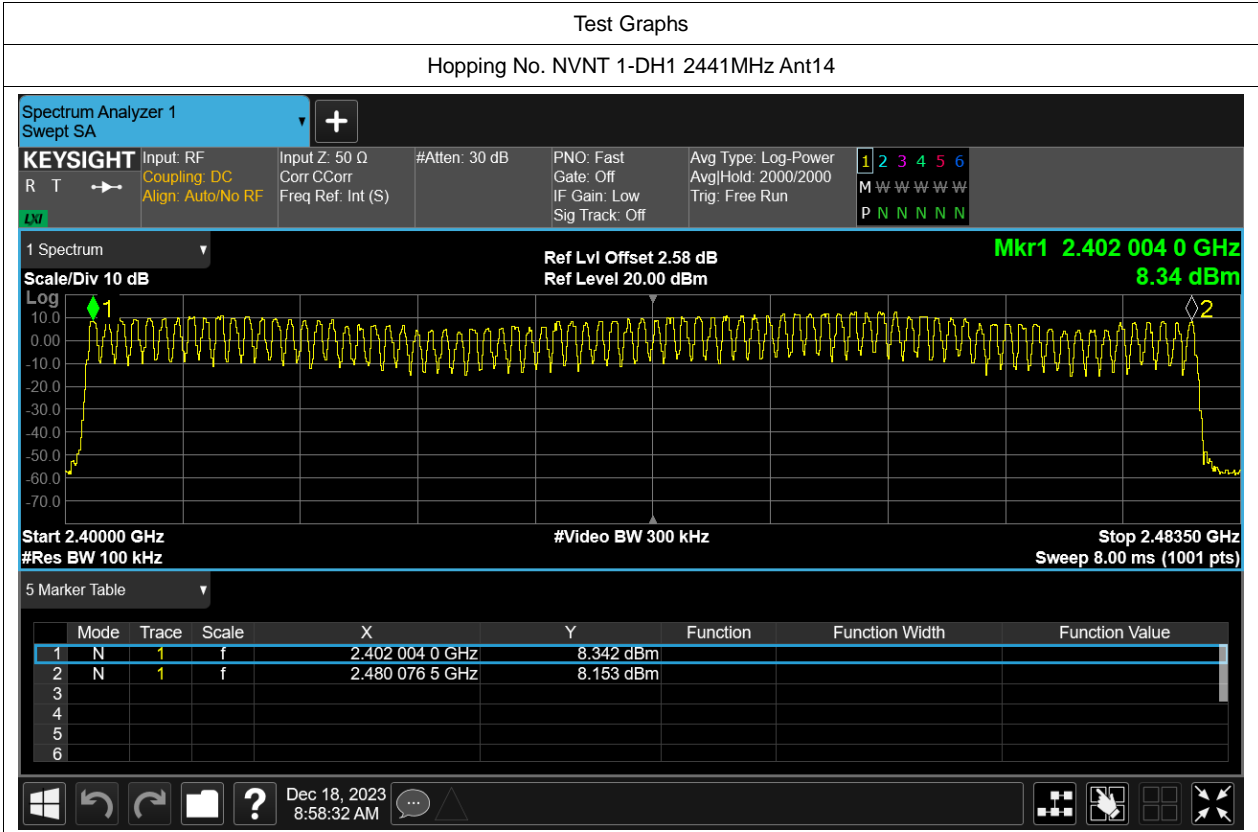 Test Graphs
Hopping No. NVNT 1-DH1 2441MHz Ant14
Spectrum Analyzer 1
Swept SA
+
KEYSIGHT Input: RF Input Z: 50 Ω #Atten: 30 dB PNO: Fast Avg Type: Log-Power 1 2 3 4 5 6
R T Coupling: DC Corr CCorr Gate: Off Avg|Hold: 2000/2000 M W W W W W
Align: Auto/No RF Freq Ref: Int (S) IF Gain: Low Trig: Free Run
LXI Sig Track: Off P N N N N N
1 Spectrum Ref Lvl Offset 2.58 dB Mkr1 2.402 004 0 GHz
Scale/Div 10 dB Ref Level 20.00 dBm 8.34 dBm
Log
1 2
10.0
0.00
-10.0
-20.0
-30.0
-40.0
-50.0
-60.0
-70.0
Start 2.40000 GHz #Video BW 300 kHz Stop 2.48350 GHz
#Res BW 100 kHz Sweep 8.00 ms (1001 pts)
5 Marker Table
Mode Trace Scale X Y Function Function Width Function Value
1 N 1 f 2.402 004 0 GHz 8.342 dBm
2 N 1 f 2.480 076 5 GHz 8.153 dBm
3
4
5
6
? Dec 18, 2023
8:58:32 AM